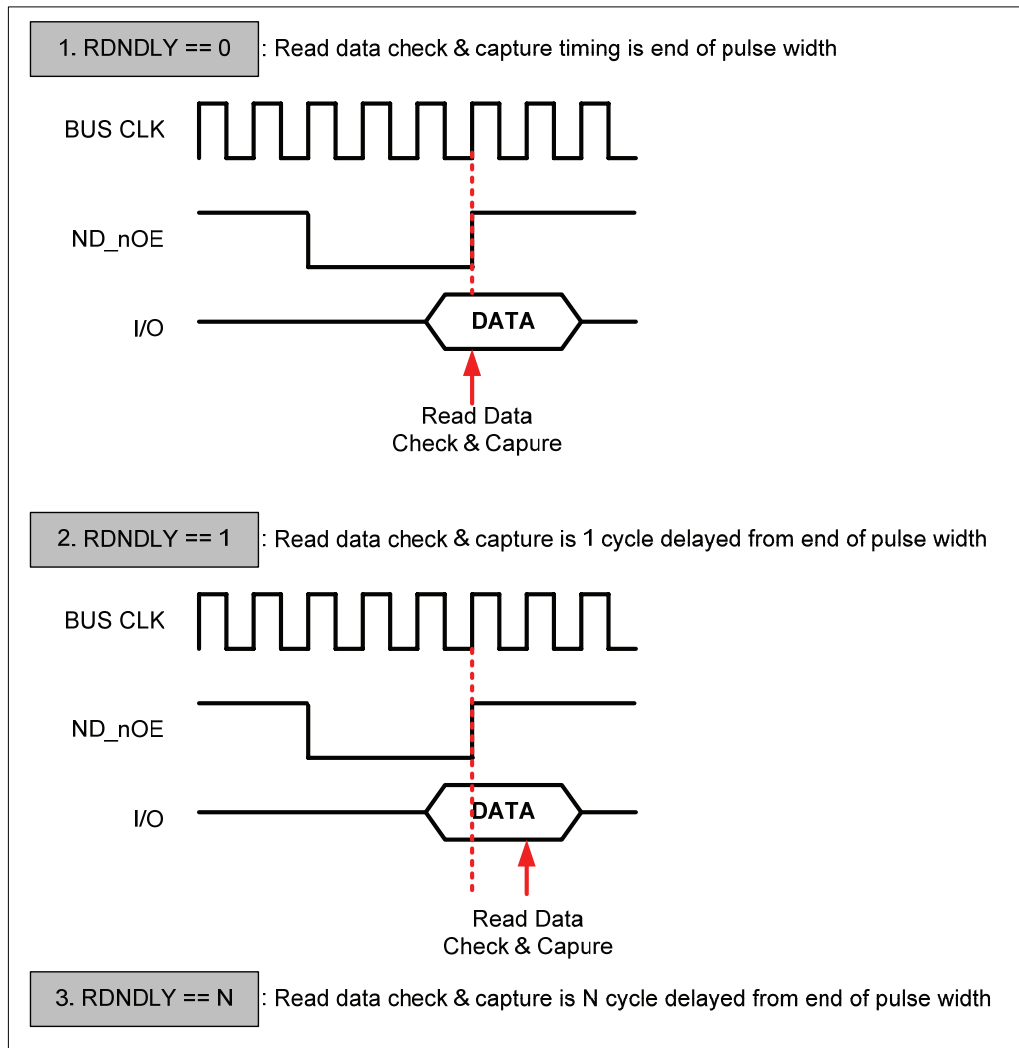 1. RDNDLY == 0 : Read data check & capture timing is end of pulse width
BUS CLK
ND_nOE
I/O
DATA
Read Data
Check & Capure
2. RDNDLY == 1 : Read data check & capture is 1 cycle delayed from end of pulse width
BUS CLK
ND_nOE
I/O
DATA
Read Data
Check & Capure
3. RDNDLY == N : Read data check & capture is N cycle delayed from end of pulse width